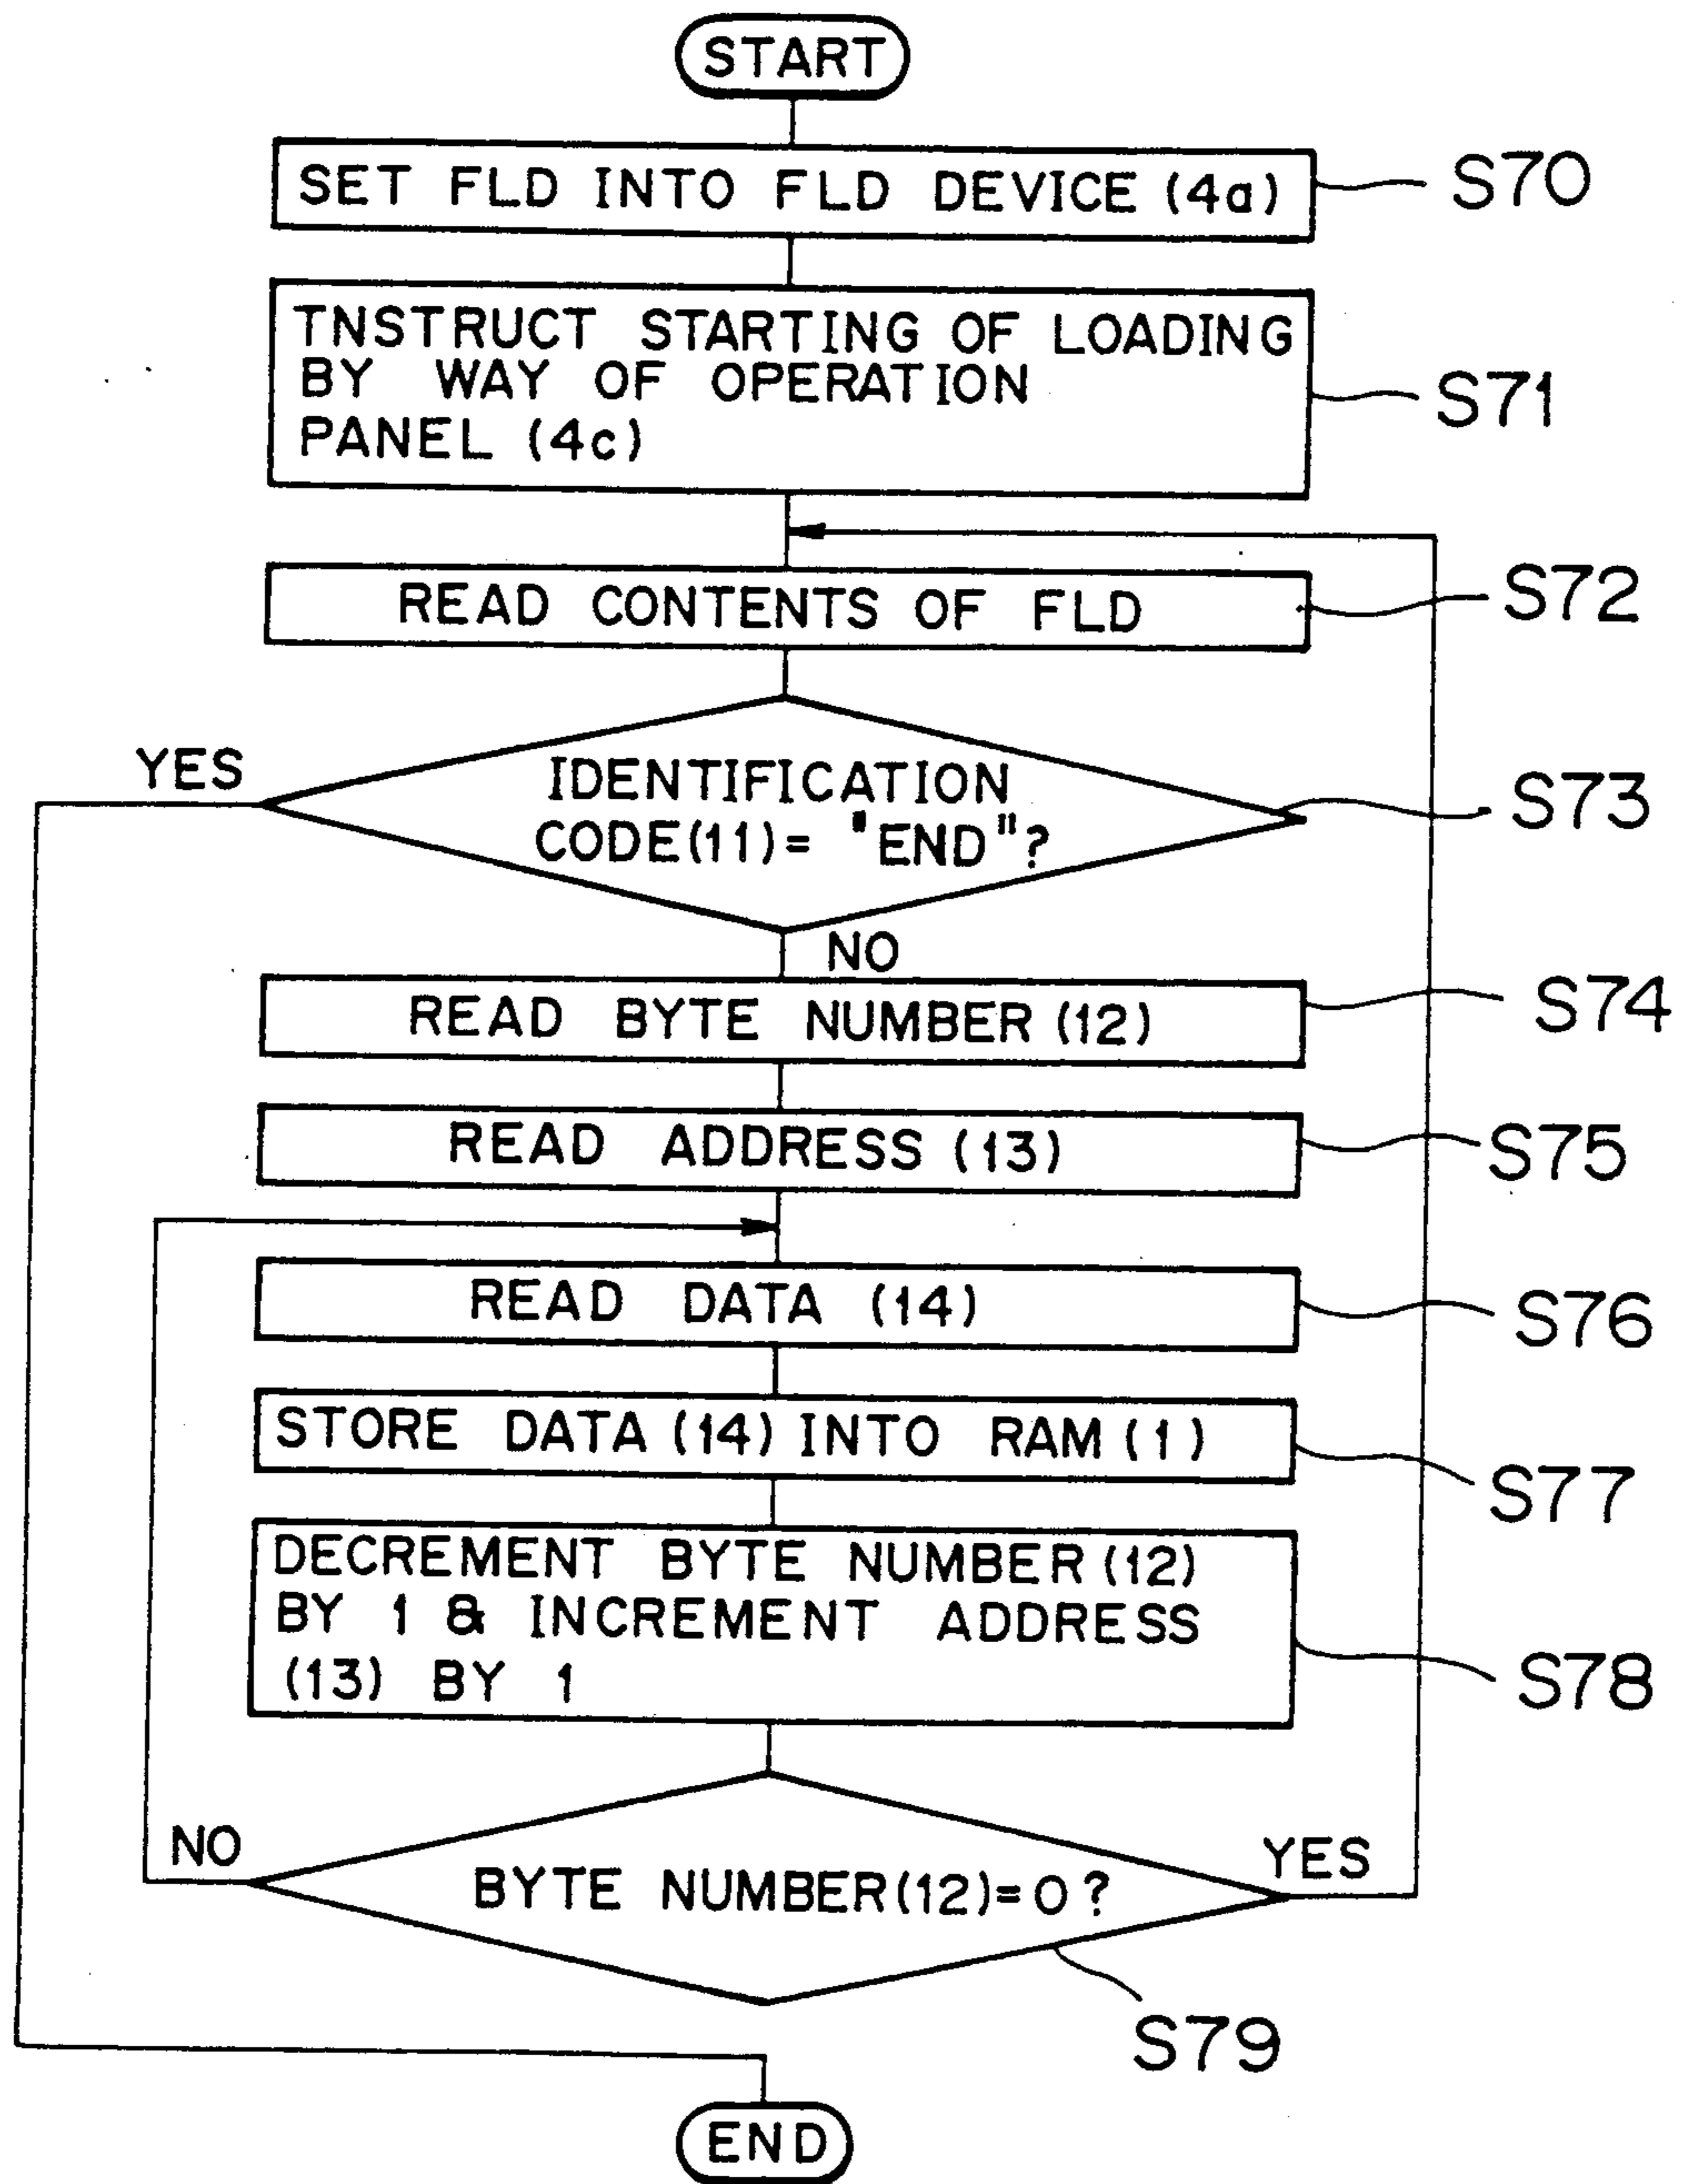 START
SET FLD INTO FLD DEVICE (4a)
S70
TNSTRUCT STARTING OF LOADING
BY WAY OF OPERATION
PANEL (4c)
S71
READ CONTENTS OF FLD
S72
YES
IDENTIFICATION
CODE(11)= "END"?
S73
NO
READ BYTE NUMBER (12)
S74
READ ADDRESS (13)
S75
READ DATA (14)
S76
STORE DATA (14) INTO RAM (1)
S77
DECREMENT BYTE NUMBER (12)
BY 1 & INCREMENT ADDRESS
(13) BY 1
S78
NO
BYTE NUMBER(12)=0?
YES
S79
END